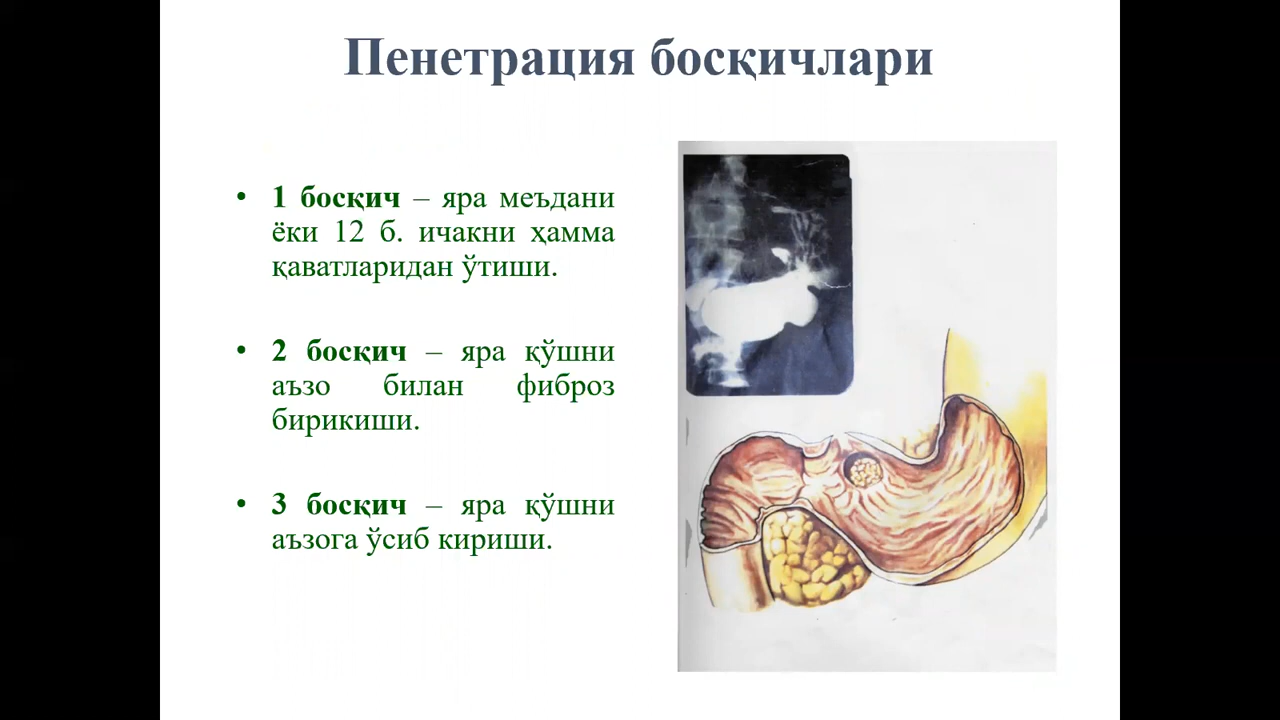 Пенетрация босқичлари
• 1 босқич – яра меъдани
ёки 12 б. ичакни ҳамма
қаватларидан ўтиши.
• 2 босқич – яра қўшни
аъзо билан фиброз
бирикиши.
• 3 босқич – яра қўшни
аъзога ўсиб кириши.